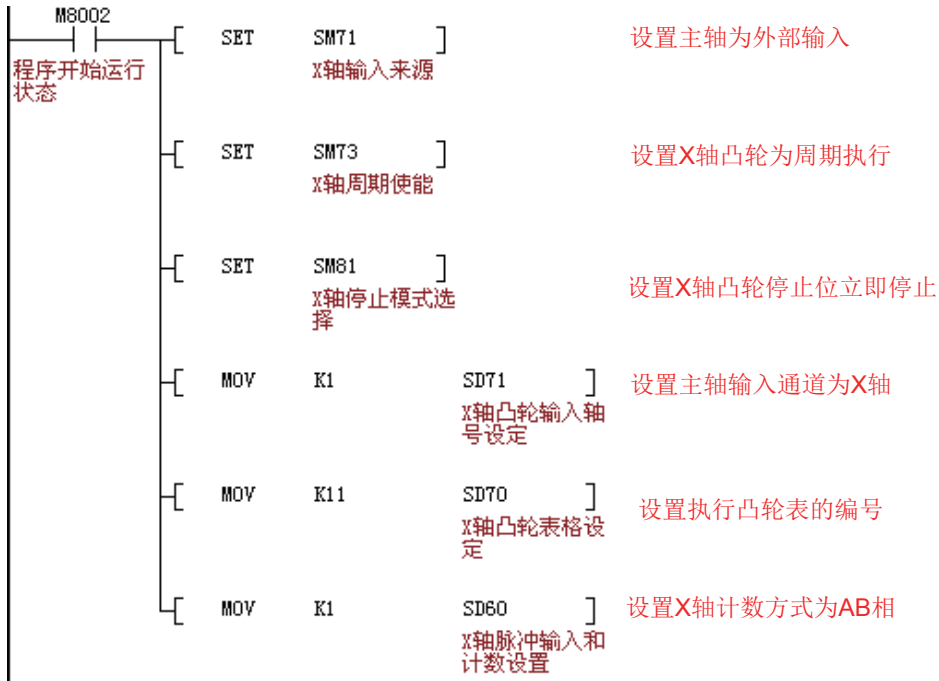 M8002
SET SM71 设置主轴为外部输入
程序开始运行 X轴输入来源
状态
SET SM73 设置X轴凸轮为周期执行
X轴周期使能
SET SM81 设置X轴凸轮停止位立即停止
X轴停止模式选
择
MOV K1 SD71 设置主轴输入通道为X轴
X轴凸轮输入轴
号设定
MOV K11 SD70 设置执行凸轮表的编号
X轴凸轮表格设
定
MOV K1 SD60 设置X轴计数方式为AB相
X轴脉冲输入和
计数设置